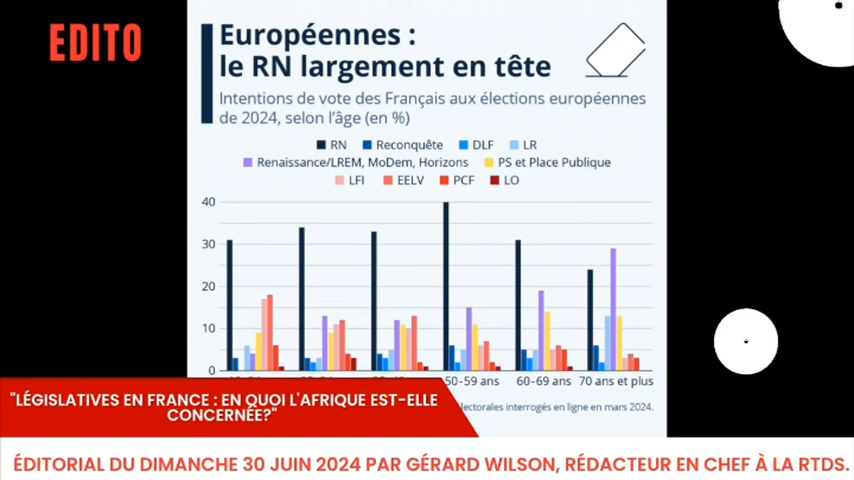 EDITO
Européennes :
le RN largement en tête
Intentions de vote des Français aux élections européennes
de 2024, selon l'âge (en %)
RN Reconquête DLF LR
Renaissance/LREM, MoDem, Horizons PS et Place Publique
LFI EELV PCF LO
40
30
20
10
0
50-59 ans 60-69 ans 70 ans et plus
électorales interrogés en ligne en mars 2024.
"LÉGISLATIVES EN FRANCE : EN QUOI L'AFRIQUE EST-ELLE
CONCERNÉE?"
ÉDITORIAL DU DIMANCHE 30 JUIN 2024 PAR GÉRARD WILSON, RÉDACTEUR EN CHEF À LA RTDS.